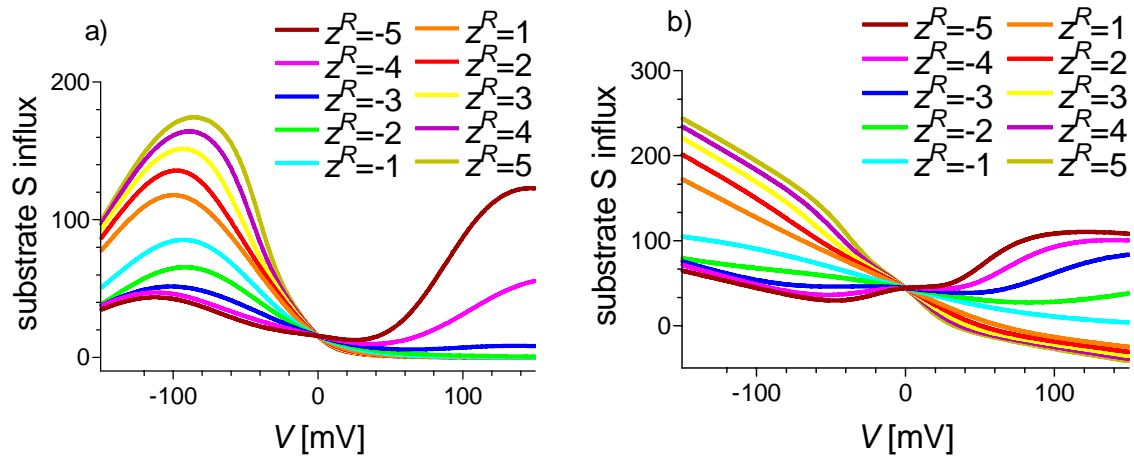 a)
z^R=-5 z^R=1
z^R=-4 z^R=2
z^R=-3 z^R=3
z^R=-2 z^R=4
z^R=-1 z^R=5
substrate S influx
200
100
0
-100 0 100
V [mV]
b)
z^R=-5 z^R=1
z^R=-4 z^R=2
z^R=-3 z^R=3
z^R=-2 z^R=4
z^R=-1 z^R=5
substrate S influx
300
200
100
0
-100 0 100
V [mV]